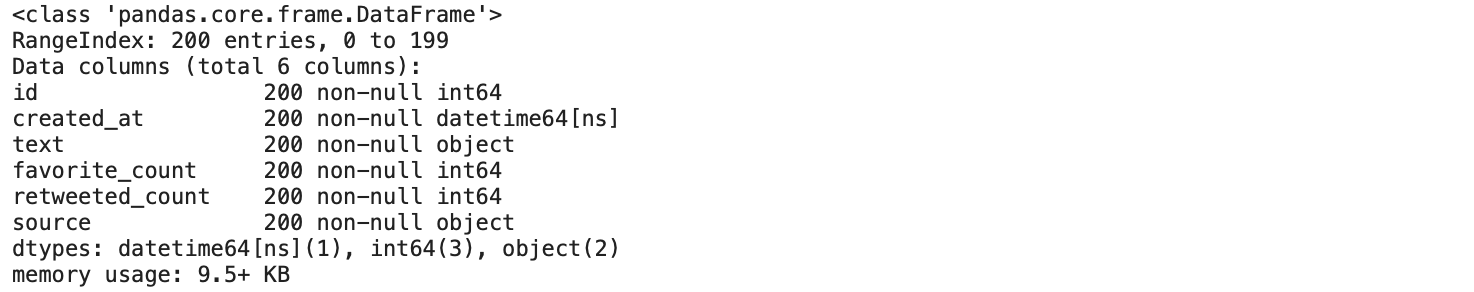 <class 'pandas.core.frame.DataFrame'>
RangeIndex: 200 entries, 0 to 199
Data columns (total 6 columns):
id                 200 non-null int64
created_at         200 non-null datetime64[ns]
text               200 non-null object
favorite_count     200 non-null int64
retweeted_count    200 non-null int64
source             200 non-null object
dtypes: datetime64[ns](1), int64(3), object(2)
memory usage: 9.5+ KB